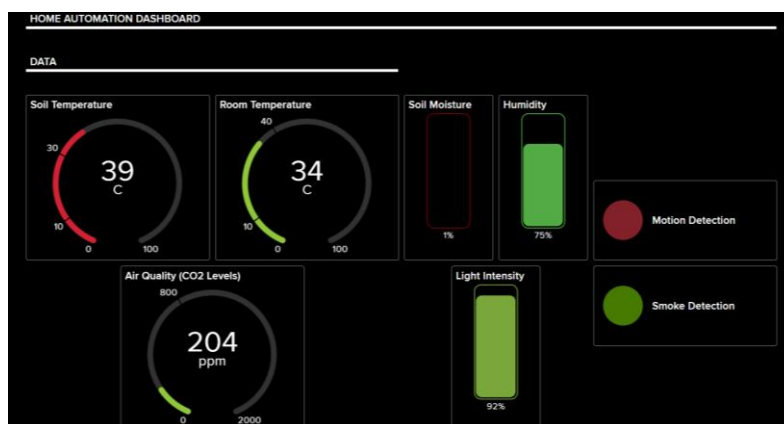 HOME AUTOMATION DASHBOARD
DATA
Soil Temperature
30
39
C
10
0
100
Room Temperature
40
34
C
10
0
100
Soil Moisture
1%
Humidity
75%
Motion Detection
Smoke Detection
Air Quality (CO2 Levels)
800
204
ppm
0
2000
Light Intensity
92%